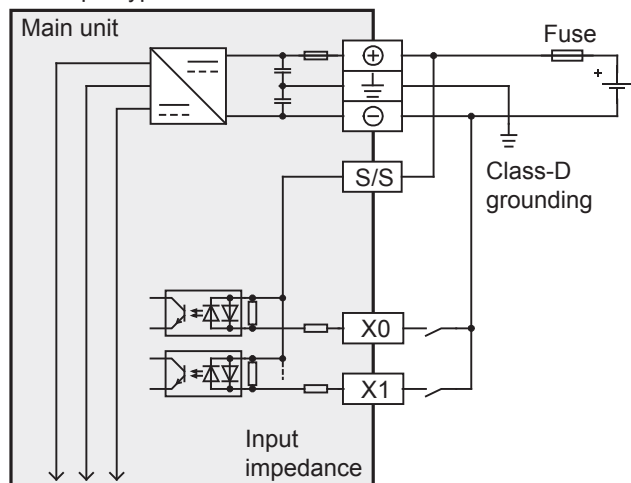 Main unit
Fuse
+
S/S
Class-D
grounding
X0
X1
Input
impedance